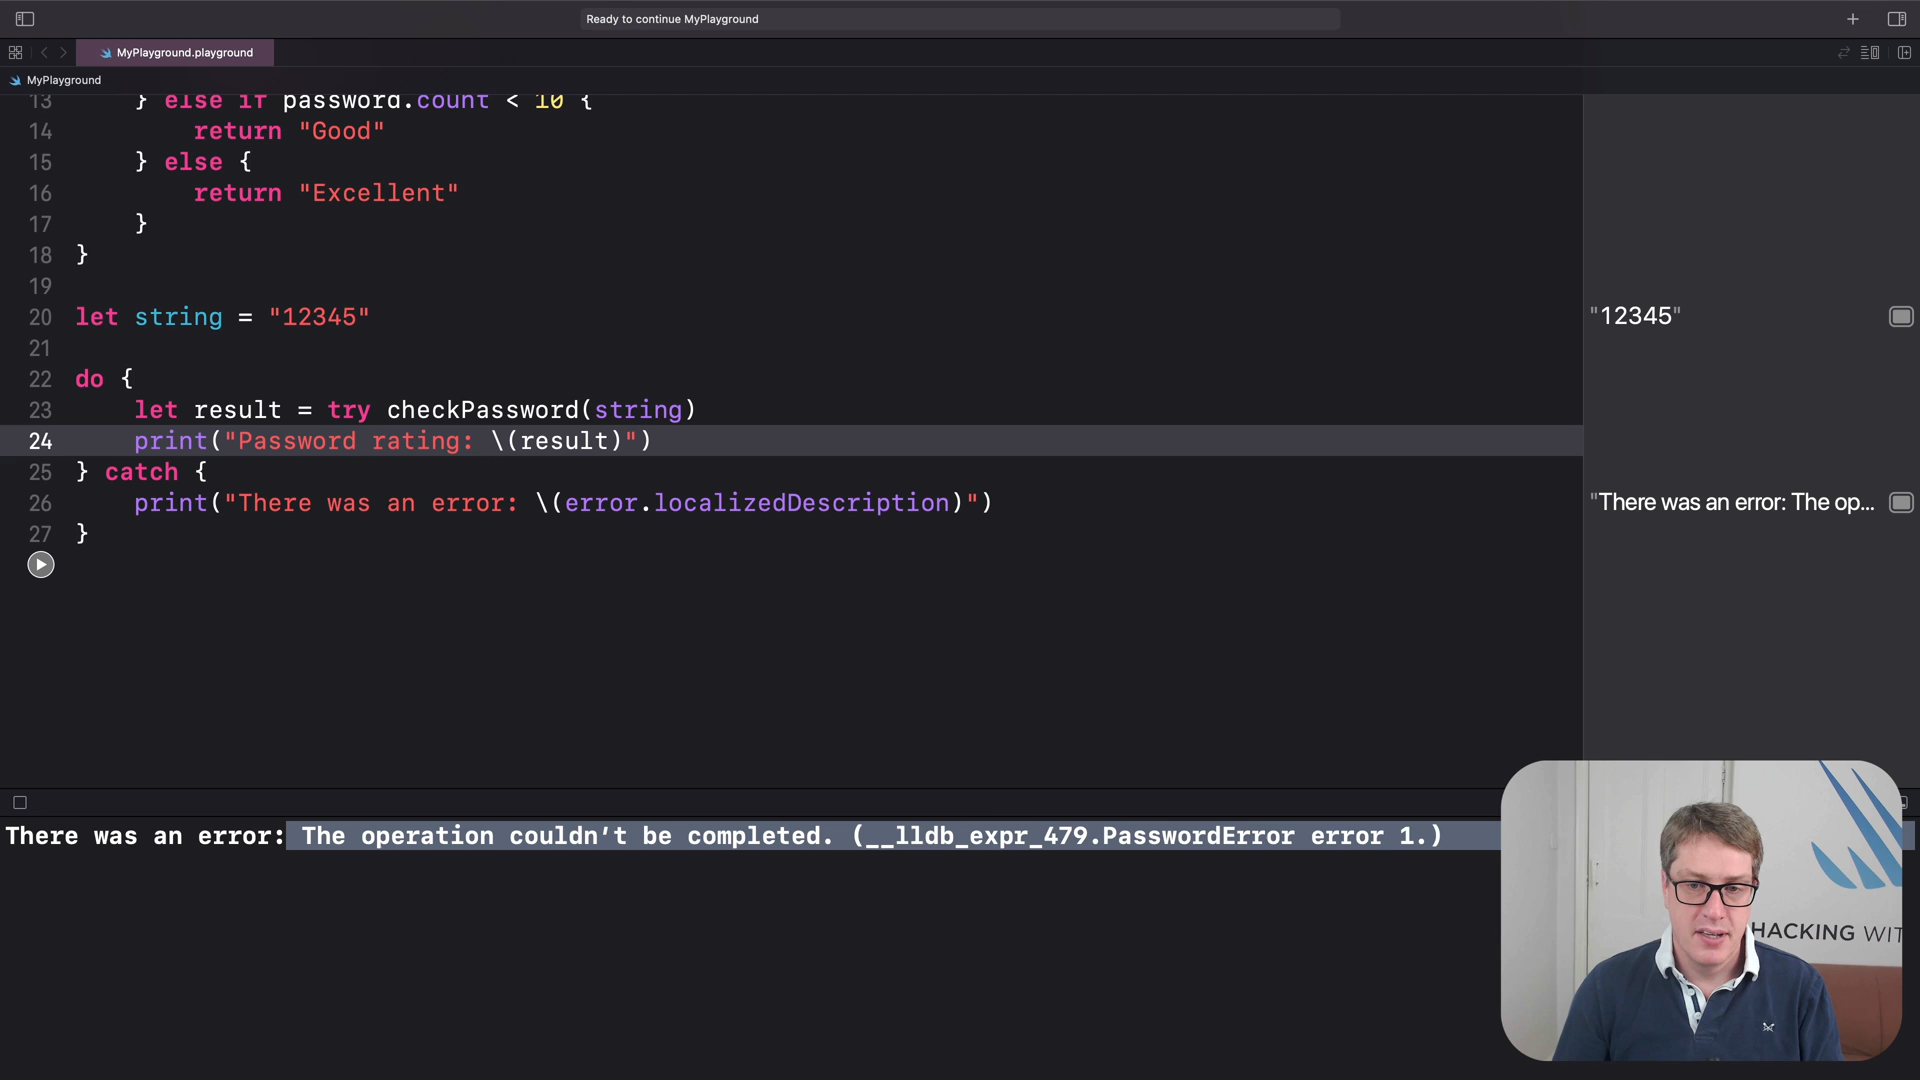 Ready to continue MyPlayground
MyPlayground.playground
MyPlayground
13 } else if password.count < 10 {
14 return "Good"
15 } else {
16 return "Excellent"
17 }
18 }
19
20 let string = "12345"
"12345"
21
22 do {
23 let result = try checkPassword(string)
24 print("Password rating: \(result)")
25 } catch {
26 print("There was an error: \(error.localizedDescription)")
"There was an error: The op...
27 }
There was an error: The operation couldn’t be completed. (__lldb_expr_479.PasswordError error 1.)
HACKING WIT